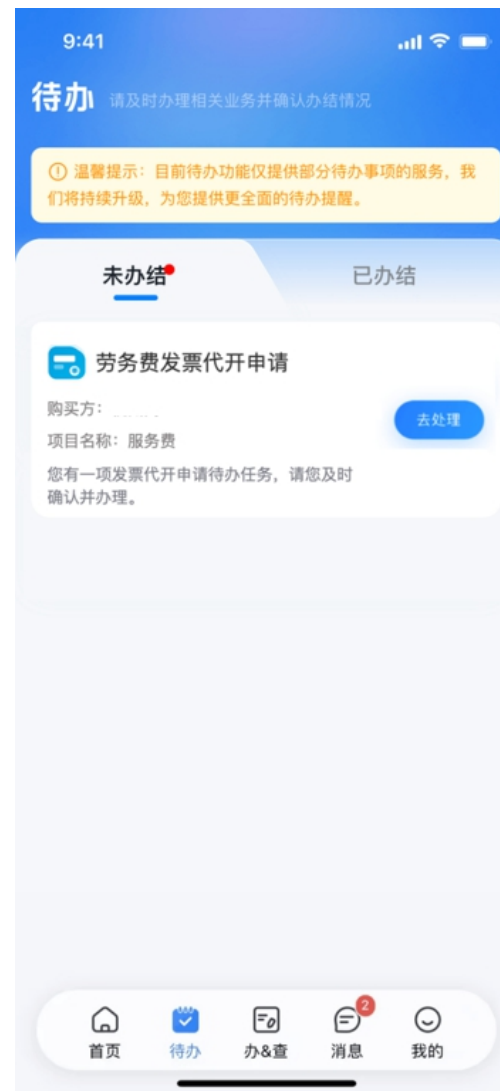 9:41
待办 请及时办理相关业务并确认办结情况
温馨提示：目前待办功能仅提供部分待办事项的服务，我
们将持续升级，为您提供更全面的待办提醒。
未办结 已办结
劳务费发票代开申请
购买方：
去处理
项目名称：服务费
您有一项发票代开申请待办任务，请您及时
确认并办理。
2
首页 待办 办&查 消息 我的